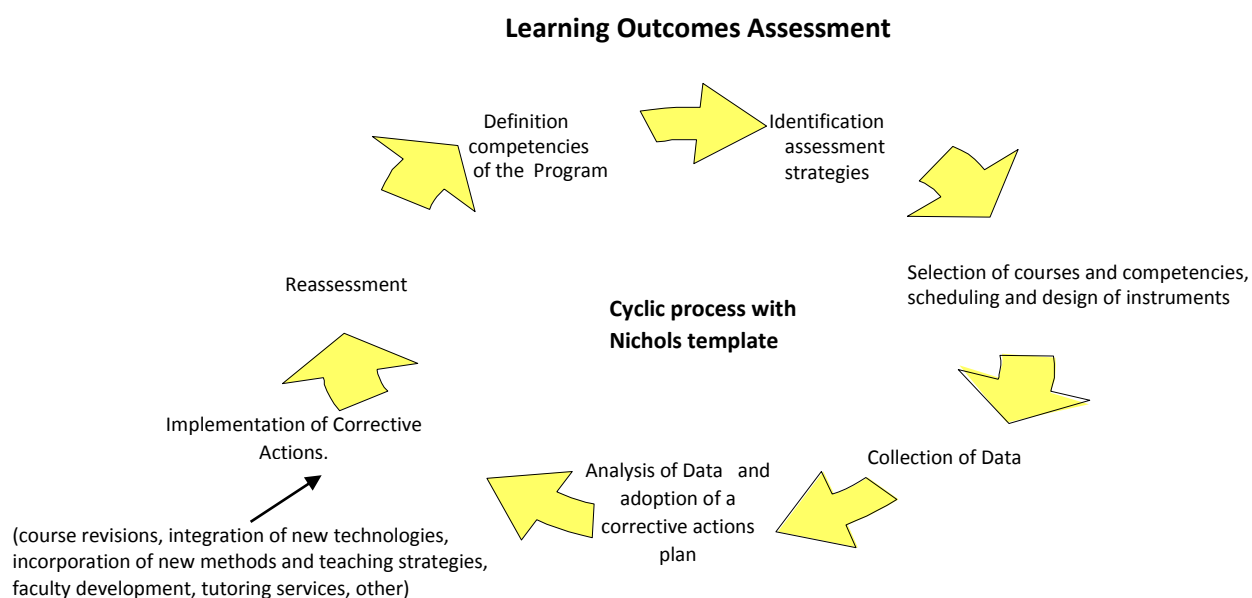 Learning Outcomes Assessment
Definition
competencies
of the Program
Identification
assessment
strategies
Selection of courses and competencies,
scheduling and design of instruments
Reassessment
Cyclic process with
Nichols template
Implementation of Corrective
Actions.
Analysis of Data and
adoption of a
corrective actions
plan
Collection of Data
(course revisions, integration of new technologies,
incorporation of new methods and teaching strategies,
faculty development, tutoring services, other)